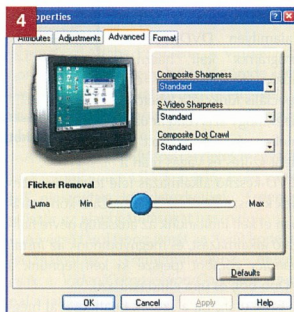 4
Properties
Attributes Adjustments Advanced Format
Composite Sharpness
Standard
S-Video Sharpness
Standard
Composite Dot Crawl
Standard
Flicker Removal
Luma Min Max
Defaults
OK Cancel Apply Help